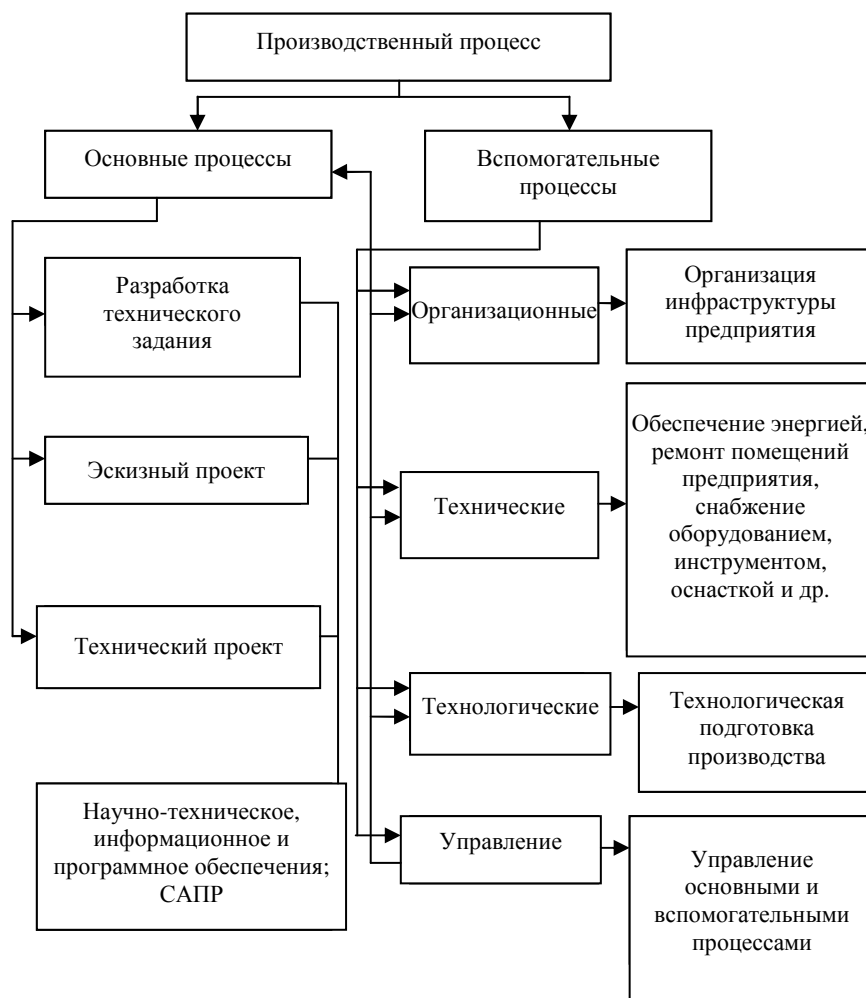 Производственный процесс
Основные процессы
Вспомогательные
процессы
Разработка
технического
задания
Организационные
Организация
инфраструктуры
предприятия
Эскизный проект
Технические
Обеспечение энергией,
ремонт помещений
предприятия,
снабжение
оборудованием,
инструментом,
оснасткой и др.
Технический проект
Технологические
Технологическая
подготовка
производства
Научно-техническое,
информационное и
программное обеспечения;
САПР
Управление
Управление
основными и
вспомогательными
процессами